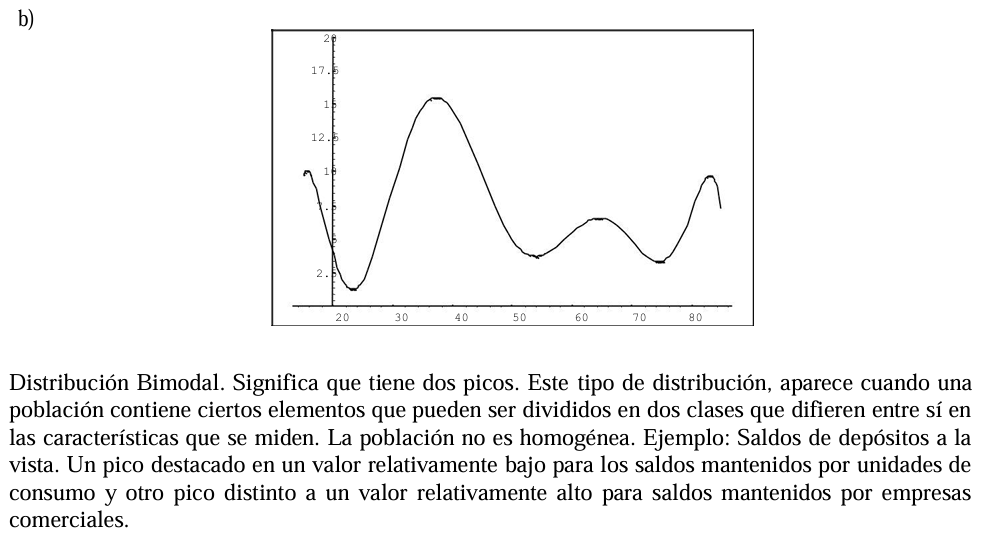 b)
20
17.5
15
12.5
10
7.5
5
2.5
20 30 40 50 60 70 80
Distribución Bimodal. Significa que tiene dos picos. Este tipo de distribución, aparece cuando una
población contiene ciertos elementos que pueden ser divididos en dos clases que difieren entre sí en
las características que se miden. La población no es homogénea. Ejemplo: Saldos de depósitos a la
vista. Un pico destacado en un valor relativamente bajo para los saldos mantenidos por unidades de
consumo y otro pico distinto a un valor relativamente alto para saldos mantenidos por empresas
comerciales.